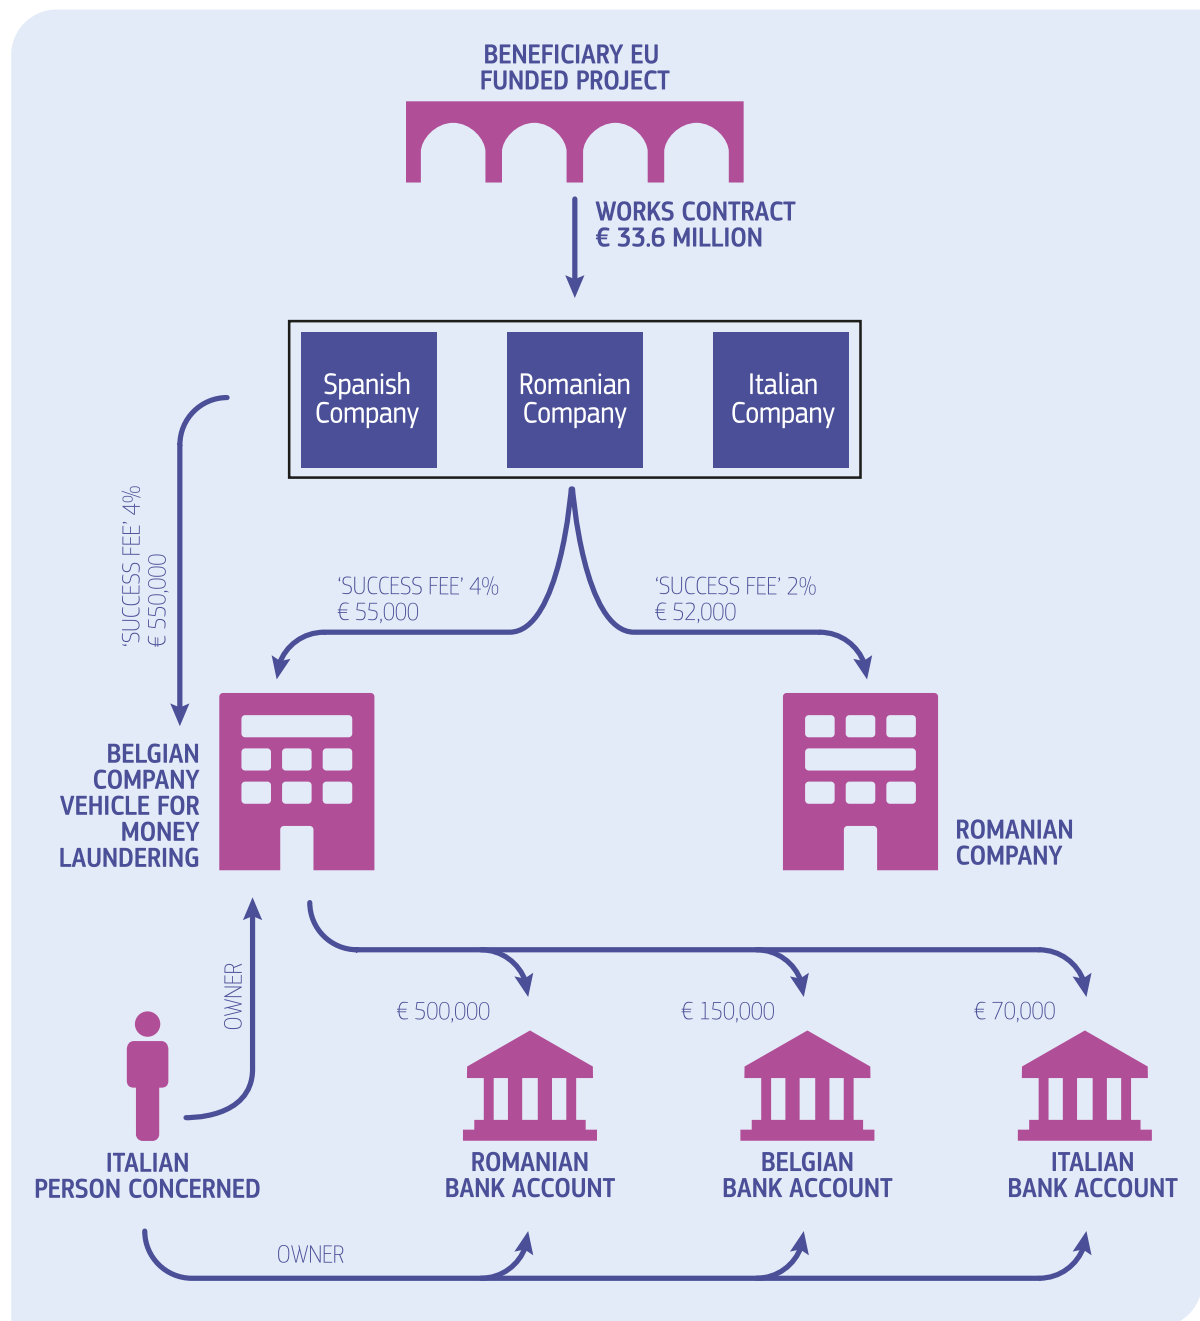 BENEFICIARY EU
FUNDED PROJECT
WORKS CONTRACT
€ 33.6 MILLION
Spanish
Company
Romanian
Company
Italian
Company
‘SUCCESS FEE’ 4%
€ 550,000
‘SUCCESS FEE’ 4%
€ 55,000
‘SUCCESS FEE’ 2%
€ 52,000
BELGIAN
COMPANY
VEHICLE FOR
MONEY
LAUNDERING
ROMANIAN
COMPANY
OWNER
€ 500,000
€ 150,000
€ 70,000
ITALIAN
PERSON CONCERNED
ROMANIAN
BANK ACCOUNT
BELGIAN
BANK ACCOUNT
ITALIAN
BANK ACCOUNT
OWNER